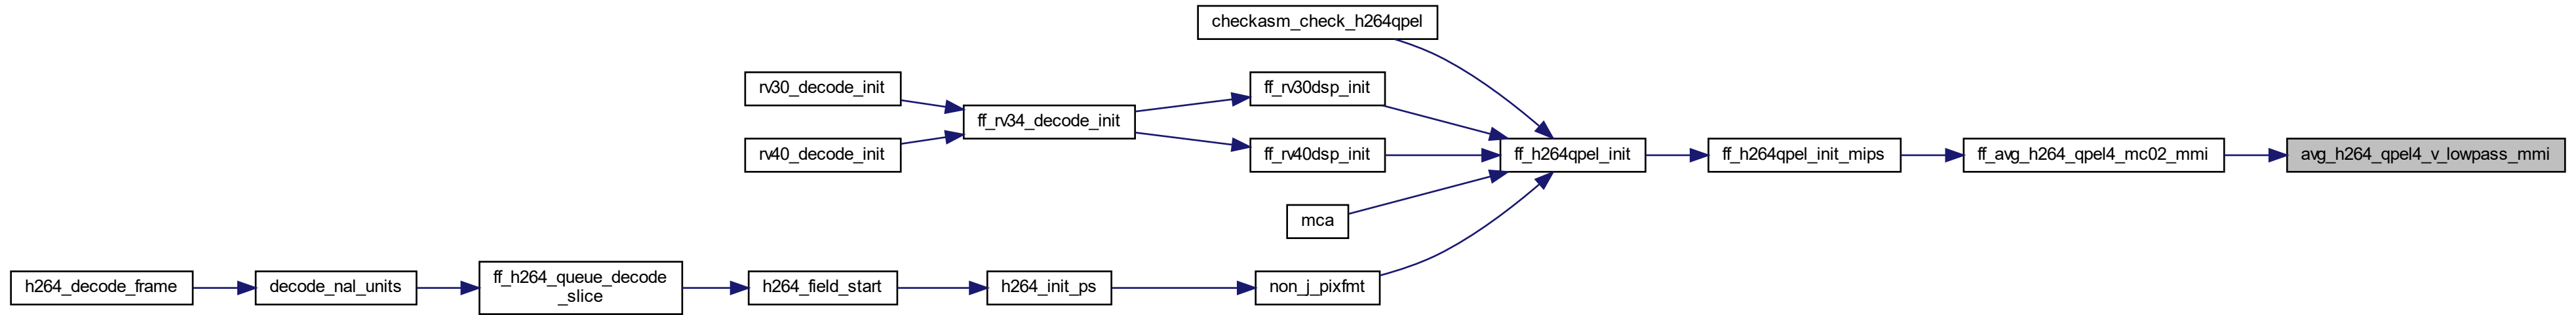 checkasm_check_h264qpel
rv30_decode_init
ff_rv30dsp_init
ff_rv34_decode_init
rv40_decode_init
ff_rv40dsp_init
ff_h264qpel_init
ff_h264qpel_init_mips
ff_avg_h264_qpel4_mc02_mmi
avg_h264_qpel4_v_lowpass_mmi
mca
h264_decode_frame
decode_nal_units
ff_h264_queue_decode
_slice
h264_field_start
h264_init_ps
non_j_pixfmt